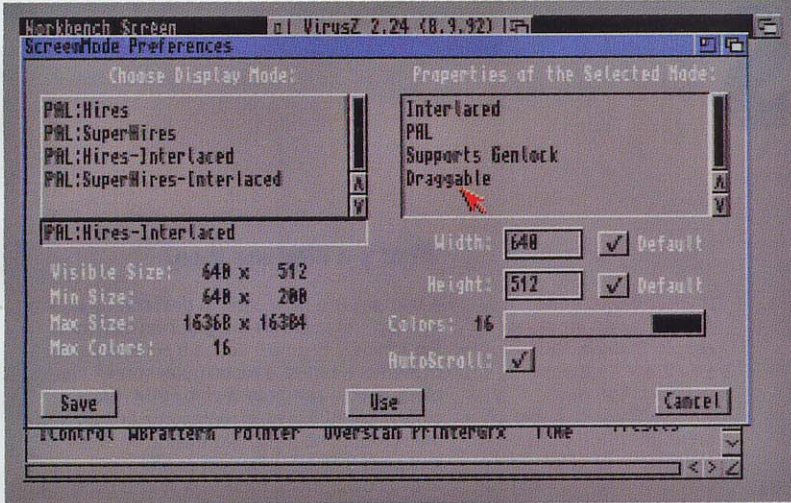 Workbench Screen
VirusZ 2.24 (8.9.92)
ScreenMode Preferences
Choose Display Mode:
PAL:Hires
PAL:SuperHires
PAL:Hires-Interlaced
PAL:SuperHires-Interlaced
PAL:Hires-Interlaced
Visible Size: 640 x 512
Min Size: 640 x 200
Max Size: 16368 x 16384
Max Colors: 16
Properties of the Selected Mode:
Interlaced
PAL
Supports Genlock
Draggable
Width: 640 Default
Height: 512 Default
Colors: 16
AutoScroll:
Save Use Cancel
IControl WBPattern Pointer Overscan PrinterGfx Time Presets